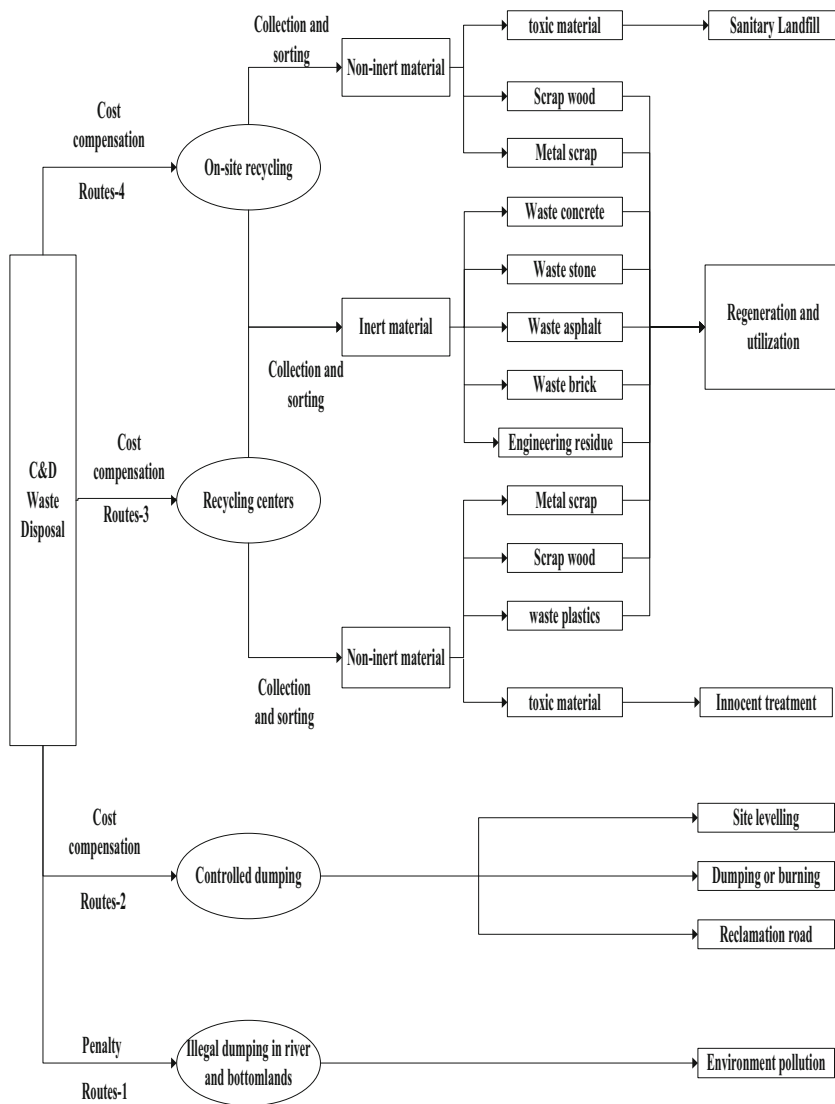 Collection and
sorting
toxic material
Sanitary Landfill
Non-inert material
Scrap wood
Metal scrap
Cost
compensation
Routes-4
On-site recycling
Waste concrete
Waste stone
Inert material
Waste asphalt
Collection and
sorting
Waste brick
Engineering residue
Regeneration and
utilization
C&D
Waste
Disposal
Cost
compensation
Routes-3
Recycling centers
Metal scrap
Scrap wood
waste plastics
Non-inert material
Collection
and sorting
toxic material
Innocent treatment
Cost
compensation
Routes-2
Controlled dumping
Site levelling
Dumping or burning
Reclamation road
Penalty
Routes-1
Illegal dumping in river
and bottomlands
Environment pollution